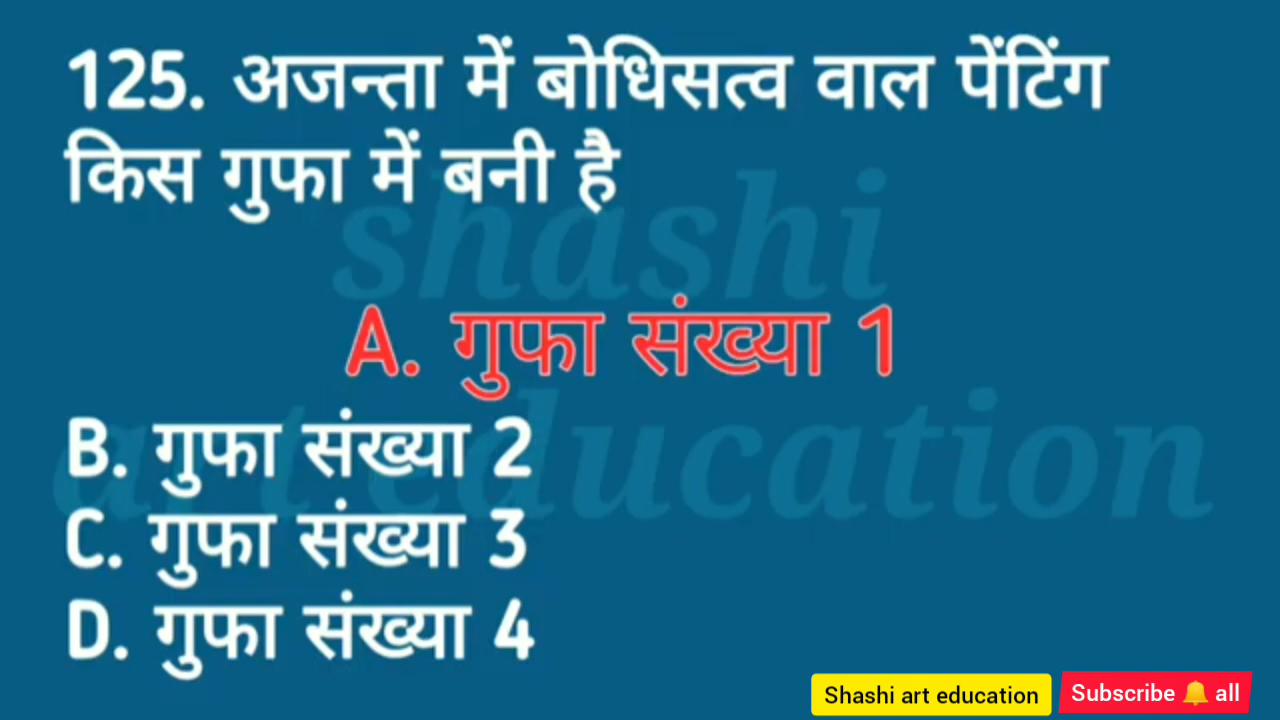 125. अजन्ता में बोधिसत्व वाल पेंटिंग
किस गुफा में बनी है
shashi
A. गुफा संख्या 1
art education
B. गुफा संख्या 2
C. गुफा संख्या 3
D. गुफा संख्या 4
Shashi art education
Subscribe 🔔 all